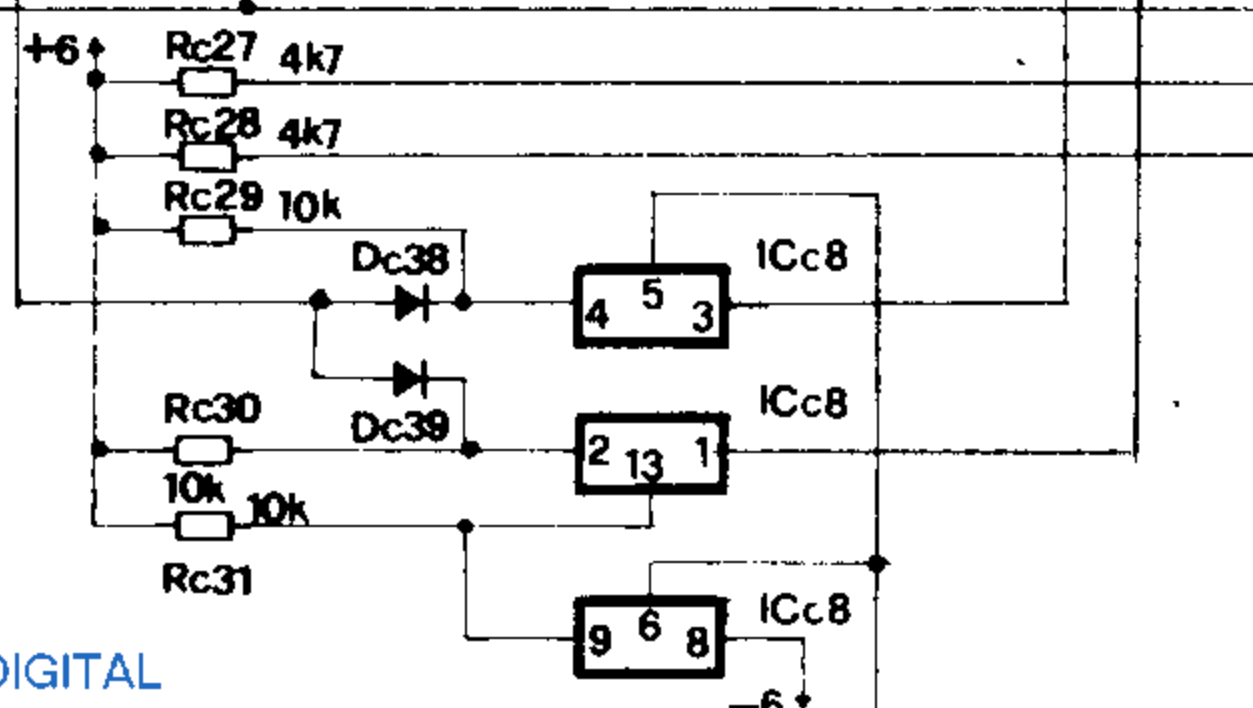 +6 Rc27 4k7
Rc28 4k7
Rc29 10k
Dc38 ICc8
4 5 3
Rc30 Dc39 ICc8
2 13 1
10k 10k
Rc31
ICc8
9 6 8
DIGITAL
-6